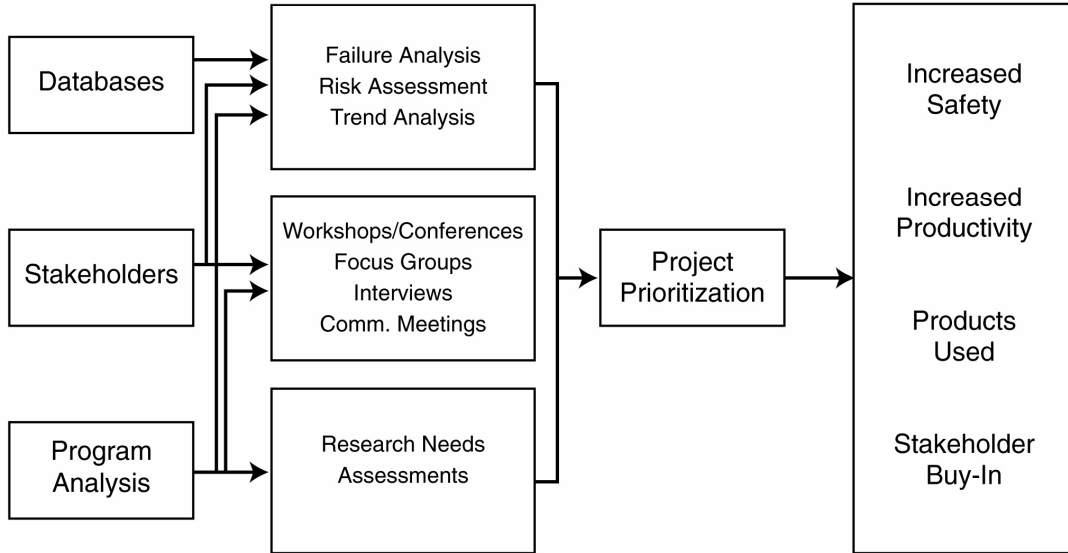 Databases
Stakeholders
Program
Analysis
Failure Analysis
Risk Assessment
Trend Analysis
Workshops/Conferences
Focus Groups
Interviews
Comm. Meetings
Research Needs
Assessments
Project
Prioritization
Increased
Safety
Increased
Productivity
Products
Used
Stakeholder
Buy-In